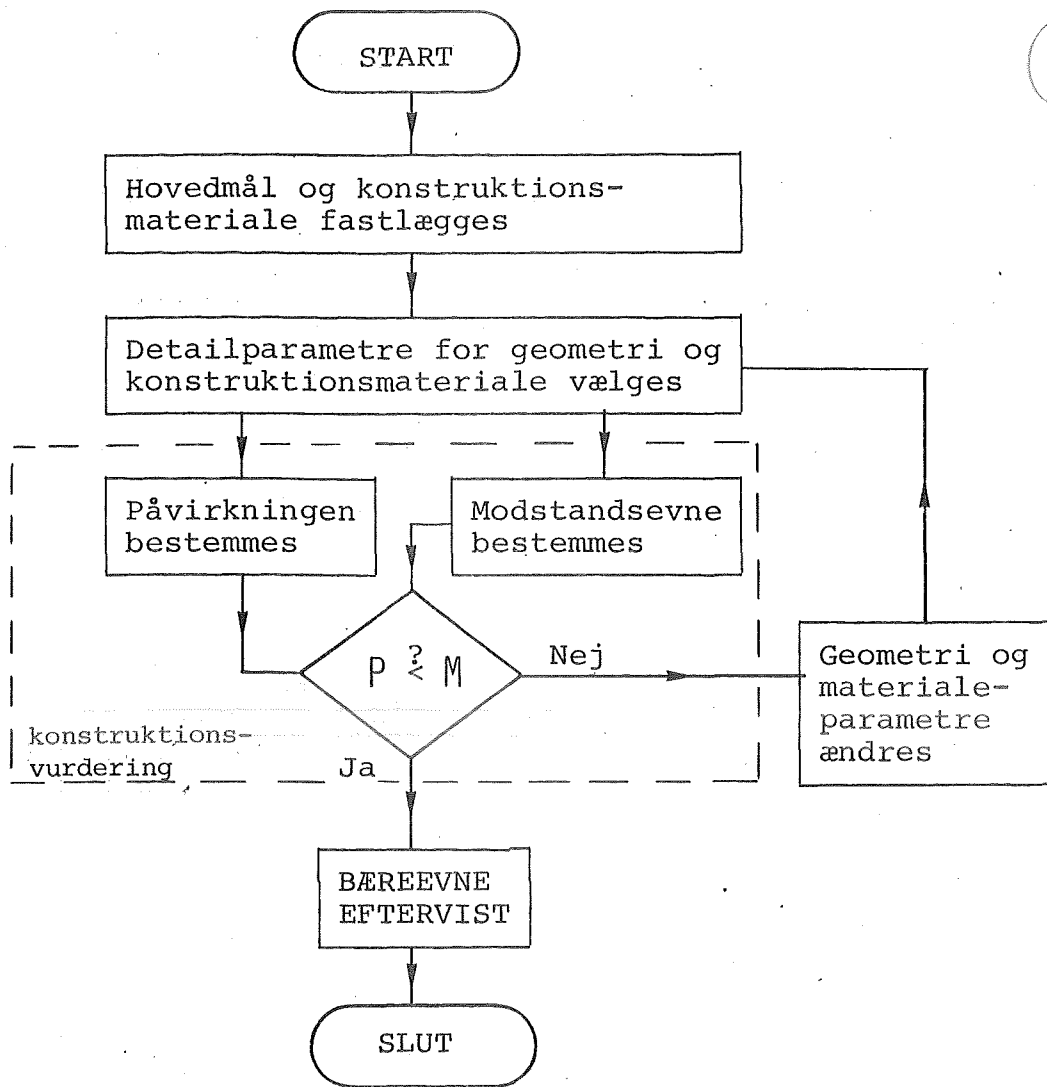 START
Hovedmål og konstruktions-
materiale fastlægges
Detailparametre for geometri og
konstruktionsmateriale vælges
Påvirkningen
bestemmes
Modstandsevne
bestemmes
P ?< M
Nej
Geometri og
materiale-
parametre
ændres
konstruktions-
vurdering
Ja
BÆREEVNE
EFTERVIST
SLUT